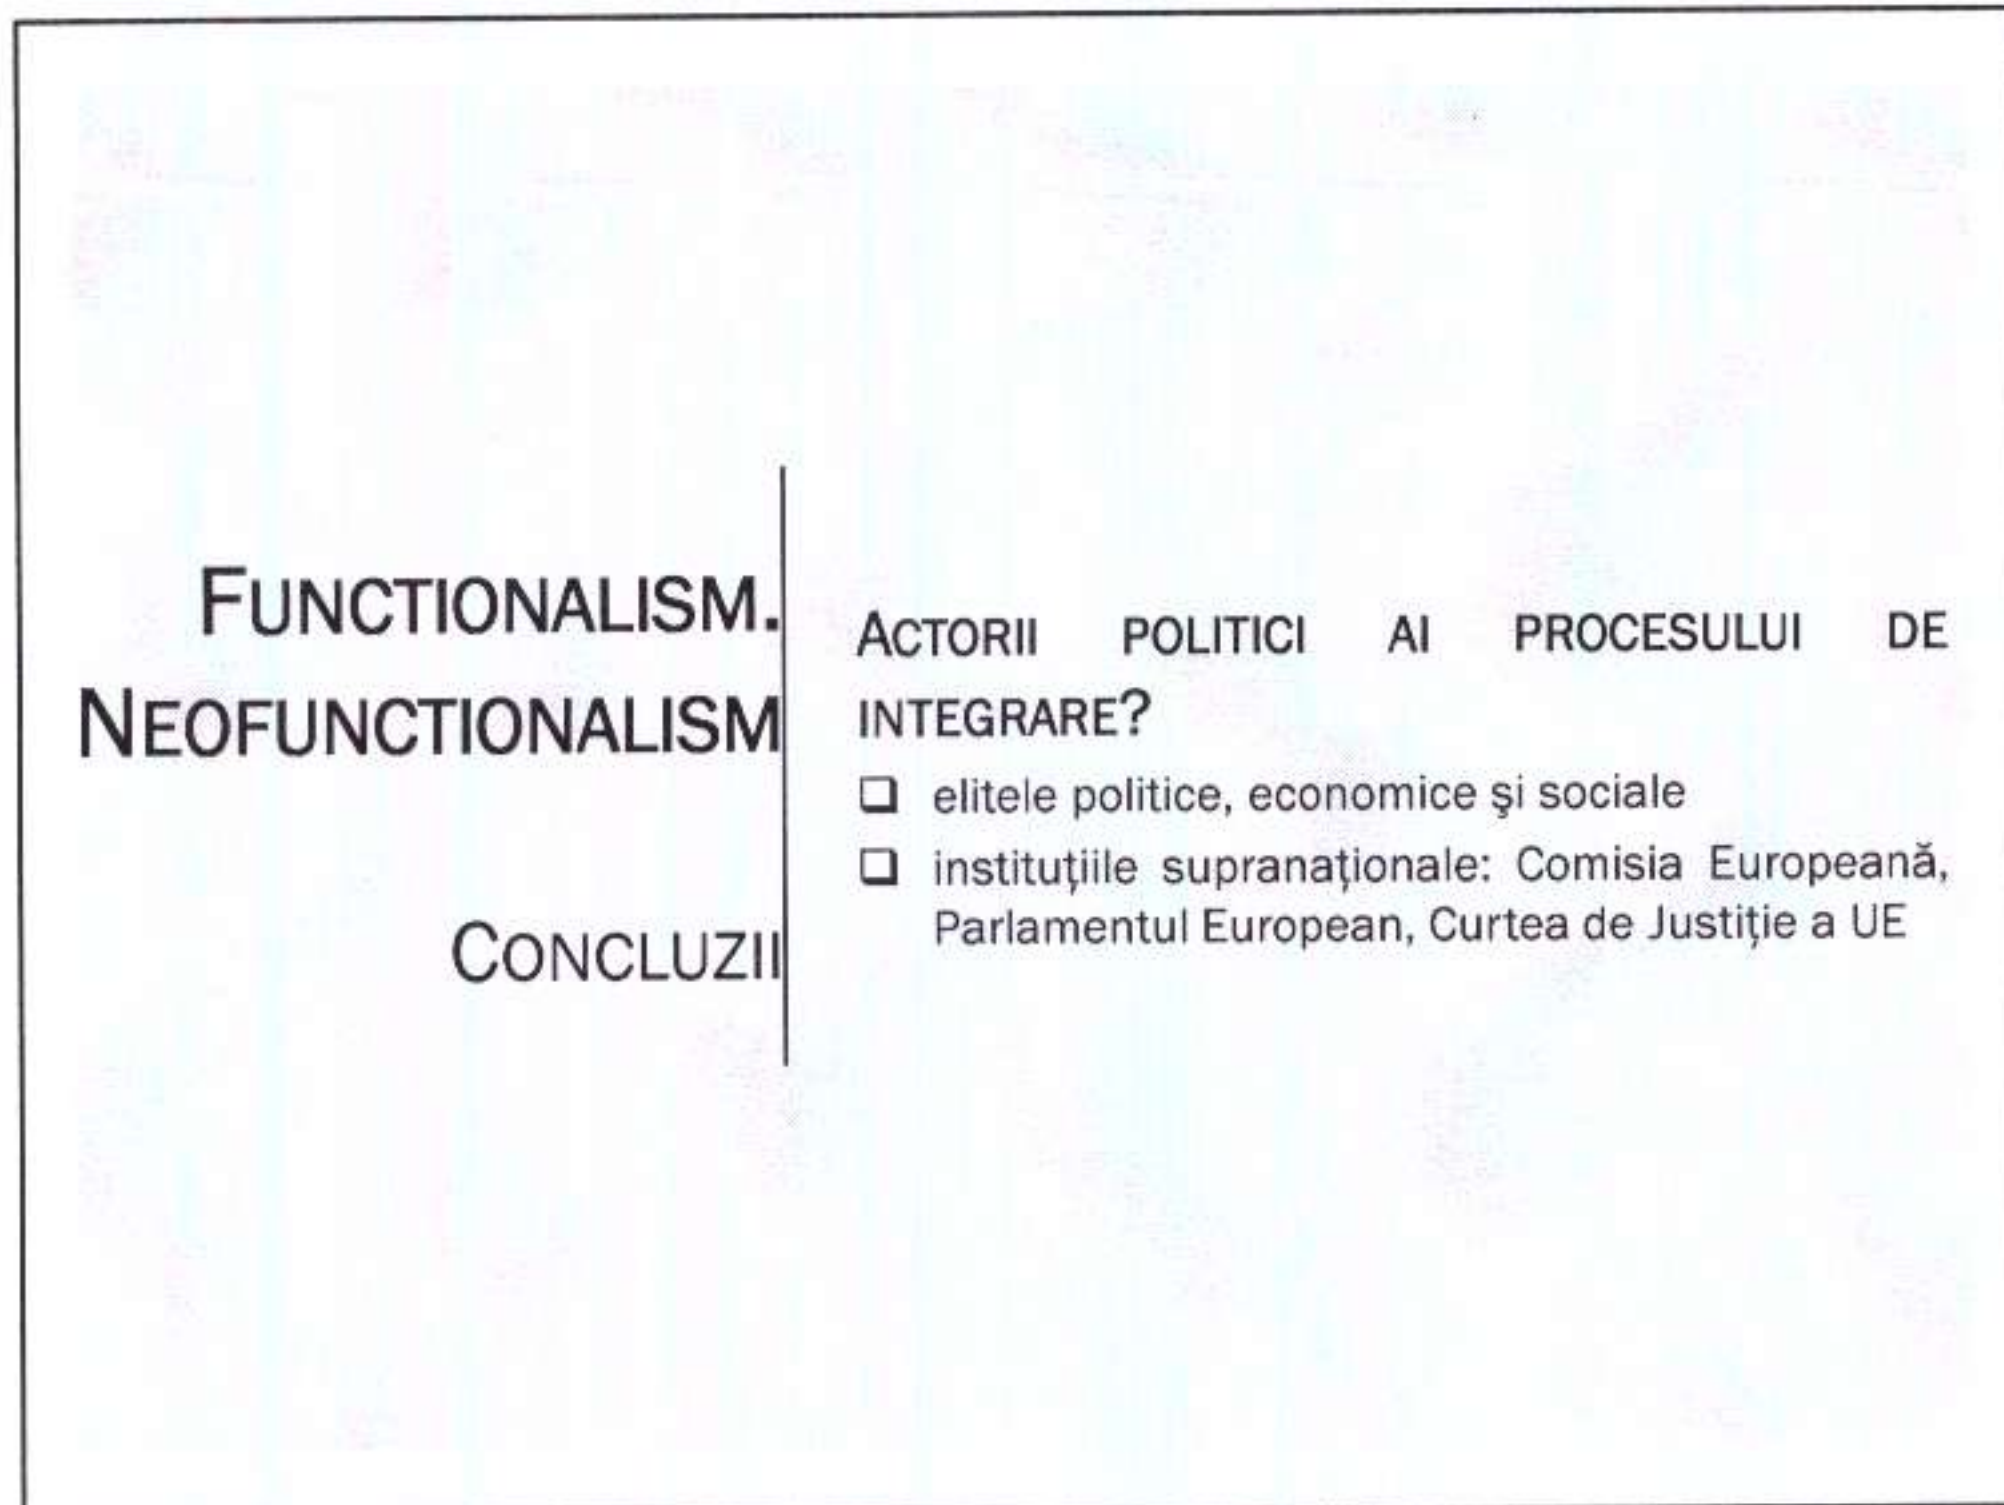 FUNCTIONALISM.
NEOFUNCTIONALISM
CONCLUZII
ACTORII POLITICI AI PROCESULUI DE
INTEGRARE?
❑ elitele politice, economice şi sociale
❑ instituţiile supranaţionale: Comisia Europeană,
Parlamentul European, Curtea de Justiţie a UE